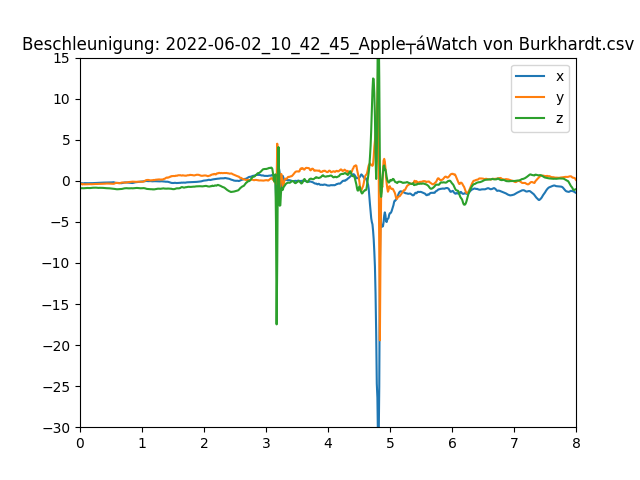 Beschleunigung: 2022-06-02_10_42_45_Apple┬áWatch von Burkhardt.csv
15
10
5
0
−5
−10
−15
−20
−25
−30
x
y
z
0 1 2 3 4 5 6 7 8